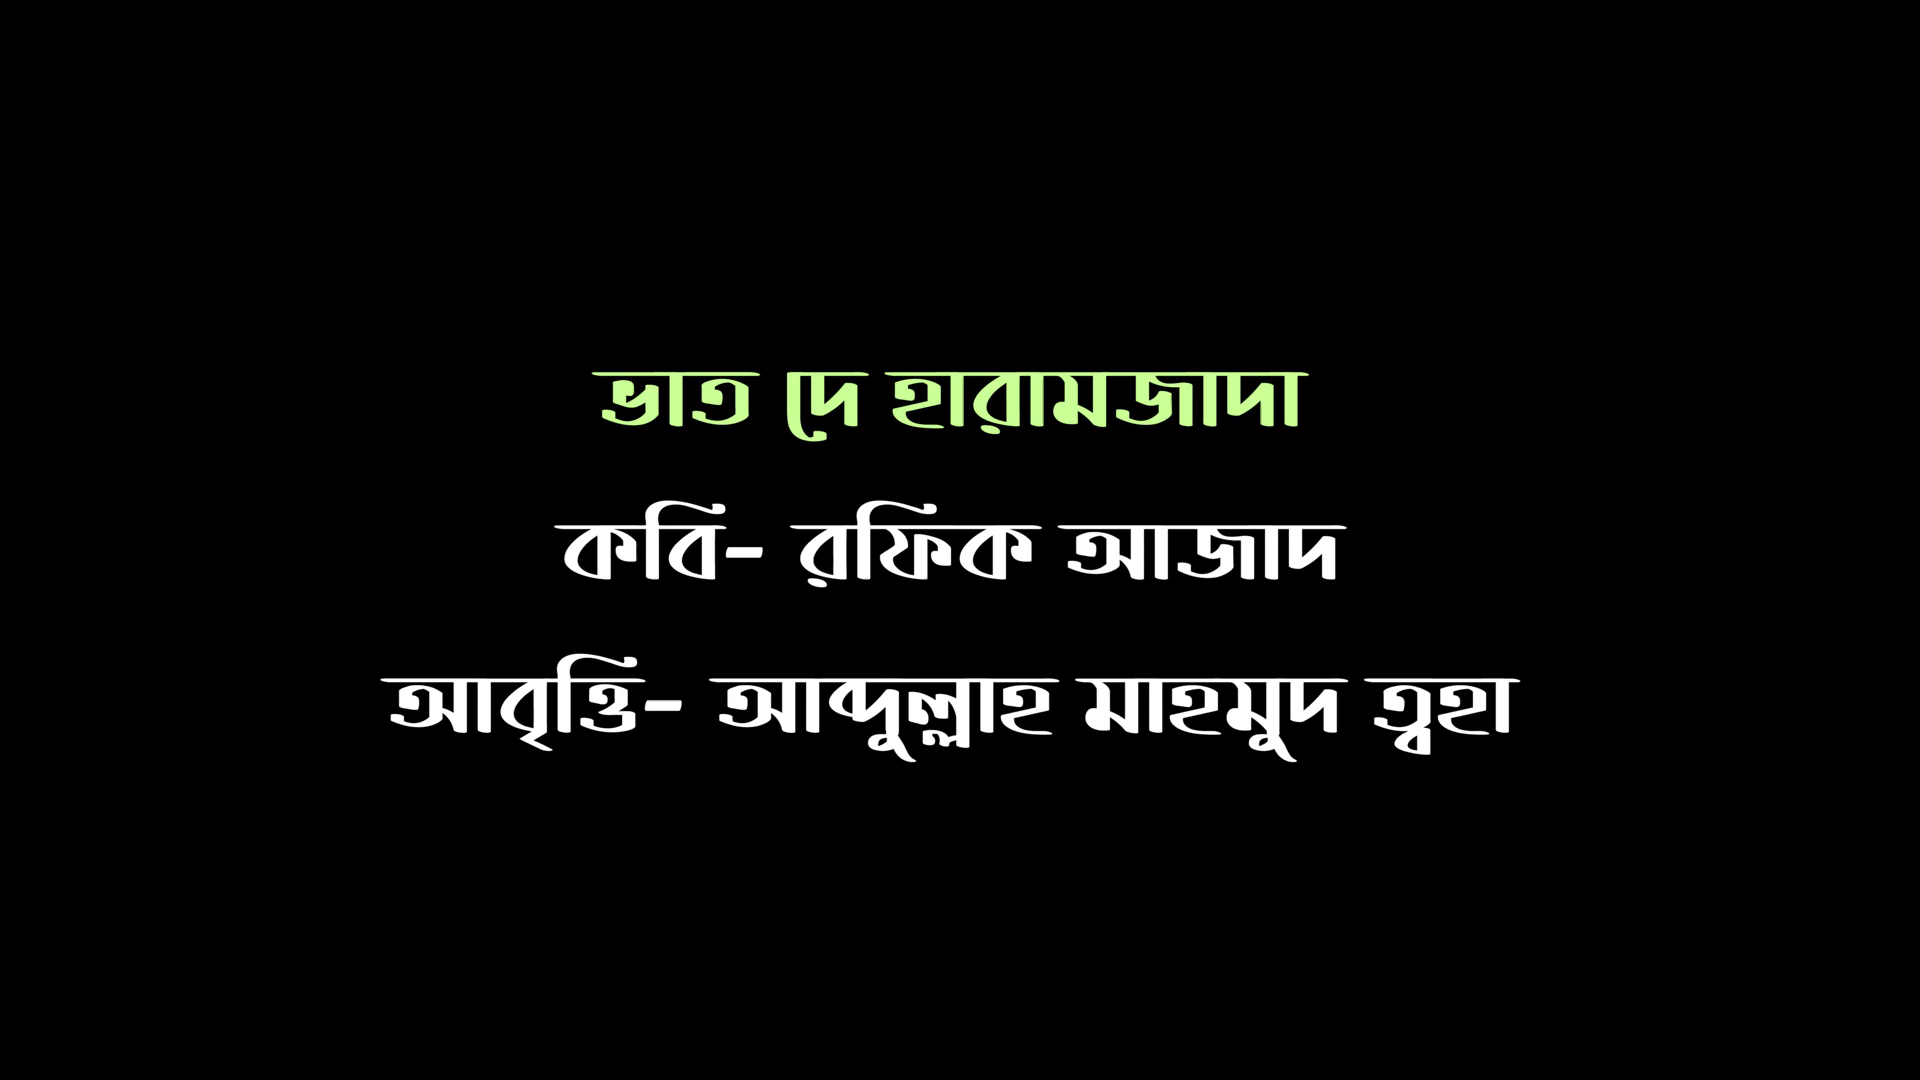 ভাত দে হারামজাদা
কবি- রফিক আজাদ
আবৃত্তি- আব্দুল্লাহ মাহমুদ ত্বহা